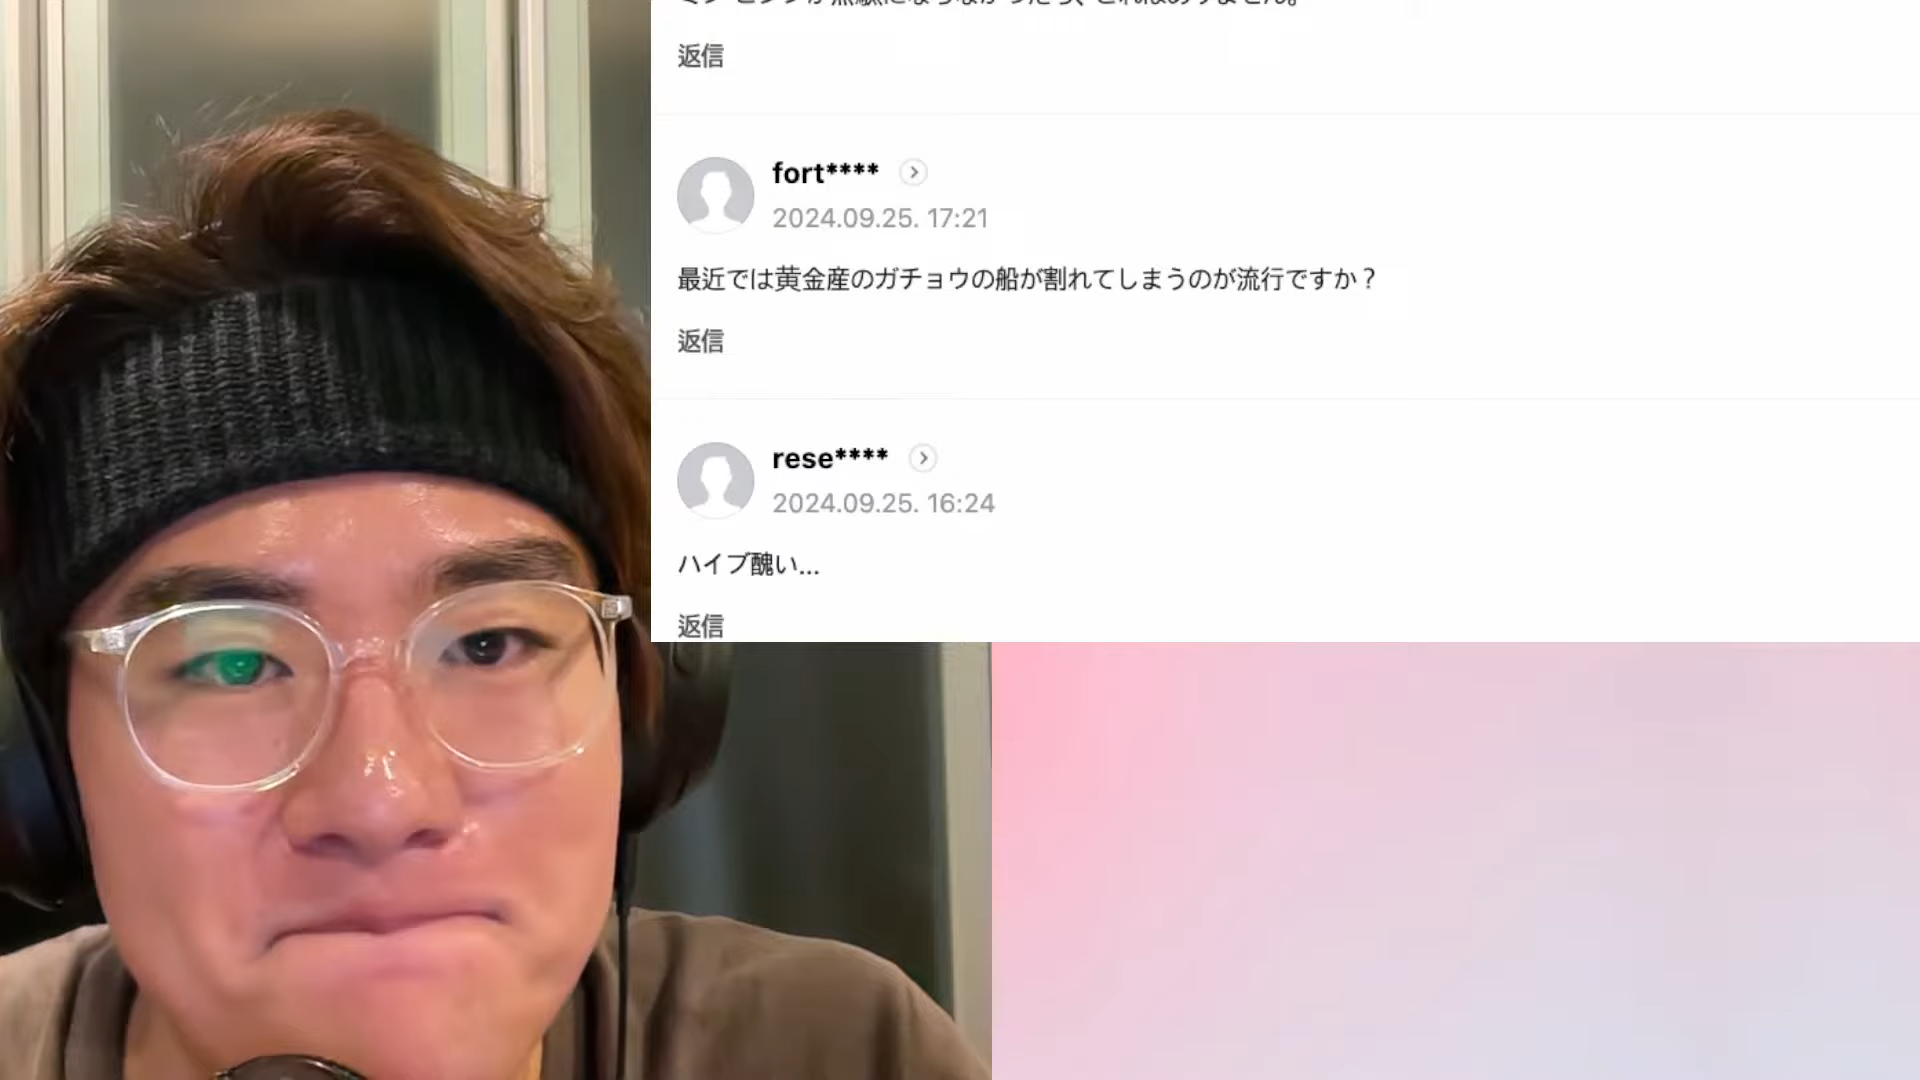 返信
fort****
2024.09.25. 17:21
最近では黄金産のガチョウの船が割れてしまうのが流行ですか？
返信
rese****
2024.09.25. 16:24
ハイブ醜い...
返信